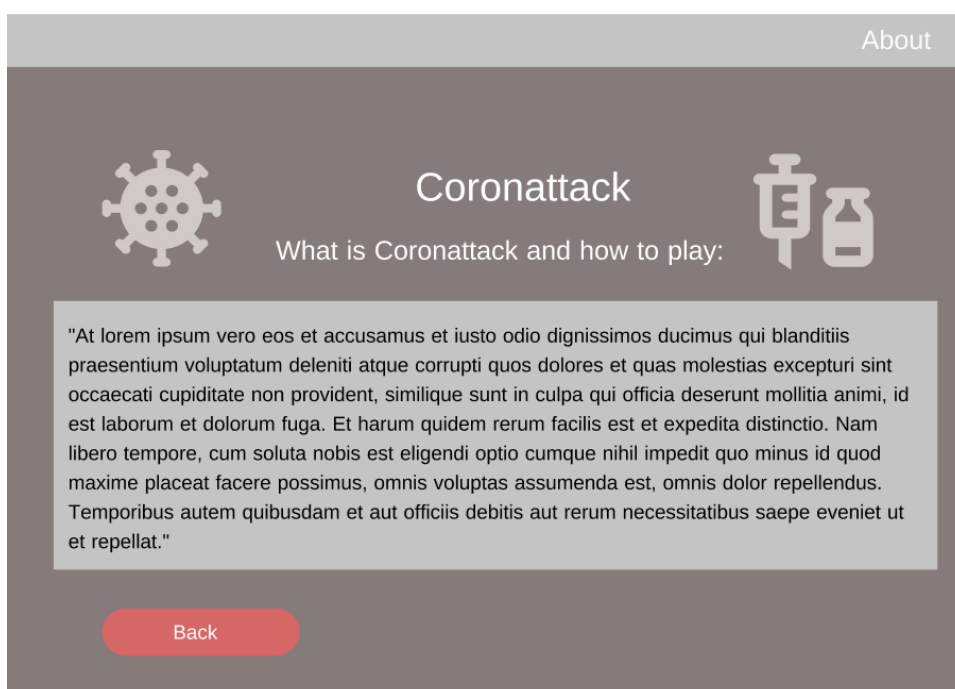 About
Coronattack
What is Coronattack and how to play:
"At lorem ipsum vero eos et accusamus et iusto odio dignissimos ducimus qui blanditiis
praesentium voluptatum deleniti atque corrupti quos dolores et quas molestias excepturi sint
occaecati cupiditate non provident, similique sunt in culpa qui officia deserunt mollitia animi, id
est laborum et dolorum fuga. Et harum quidem rerum facilis est et expedita distinctio. Nam
libero tempore, cum soluta nobis est eligendi optio cumque nihil impedit quo minus id quod
maxime placeat facere possimus, omnis voluptas assumenda est, omnis dolor repellendus.
Temporibus autem quibusdam et aut officiis debitis aut rerum necessitatibus saepe eveniet ut
et repellat."
Back